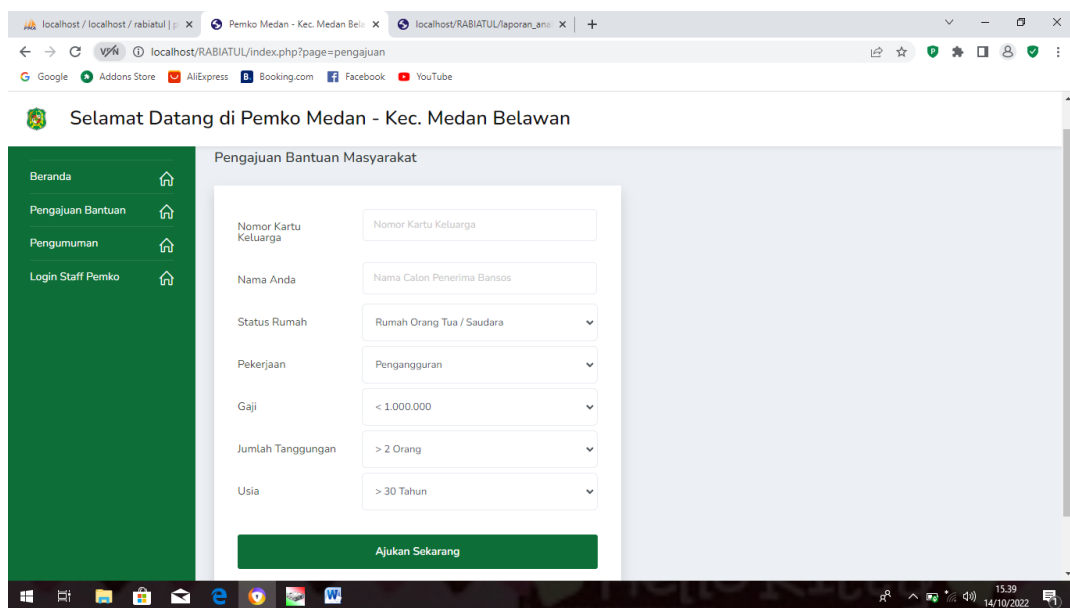 localhost / localhost / rabiatul | p
Pemko Medan - Kec. Medan Bela
localhost/RABIATUL/laporan_anal
VPN
localhost/RABIATUL/index.php?page=pengajuan
Google
Addons Store
AliExpress
Booking.com
Facebook
YouTube
Selamat Datang di Pemko Medan - Kec. Medan Belawan
Beranda
Pengajuan Bantuan
Pengumuman
Login Staff Pemko
Pengajuan Bantuan Masyarakat
Nomor Kartu
Keluarga
Nomor Kartu Keluarga
Nama Anda
Nama Calon Penerima Bansos
Status Rumah
Rumah Orang Tua / Saudara
Pekerjaan
Pengangguran
Gaji
< 1.000.000
Jumlah Tanggungan
> 2 Orang
Usia
> 30 Tahun
Ajukan Sekarang
15.39
14/10/2022